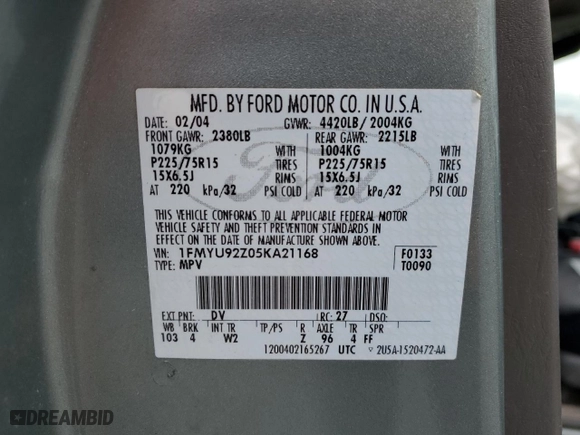 MFD. BY FORD MOTOR CO. IN U.S.A.
DATE: 02/04 GVWR: 4420LB/ 2004KG
FRONT GAWR: 2380LB REAR GAWR: 2215LB
1079KG WITH 1004KG WITH
P225/75R15 TIRES P225/75R15 TIRES
15X6.5J RIMS 15X6.5J RIMS
AT 220 kPa/32 PSI COLD AT 220 kPa/32 PSI COLD
Ford
THIS VEHICLE CONFORMS TO ALL APPLICABLE FEDERAL MOTOR
VEHICLE SAFETY AND THEFT PREVENTION STANDARDS IN
EFFECT ON THE DATE OF MANUFACTURE SHOWN ABOVE.
VIN: 1FMYU92Z05KA21168 F0133
TYPE: MPV T0090
EXT PNT: DV RC: 27 DSO:
WB BRK INT TR TP/PS R AXLE TR SPR
103 4 W2 Z 96 4 FF
1200402165267 UTC 2U5A-1520472-AA
DREAMBID